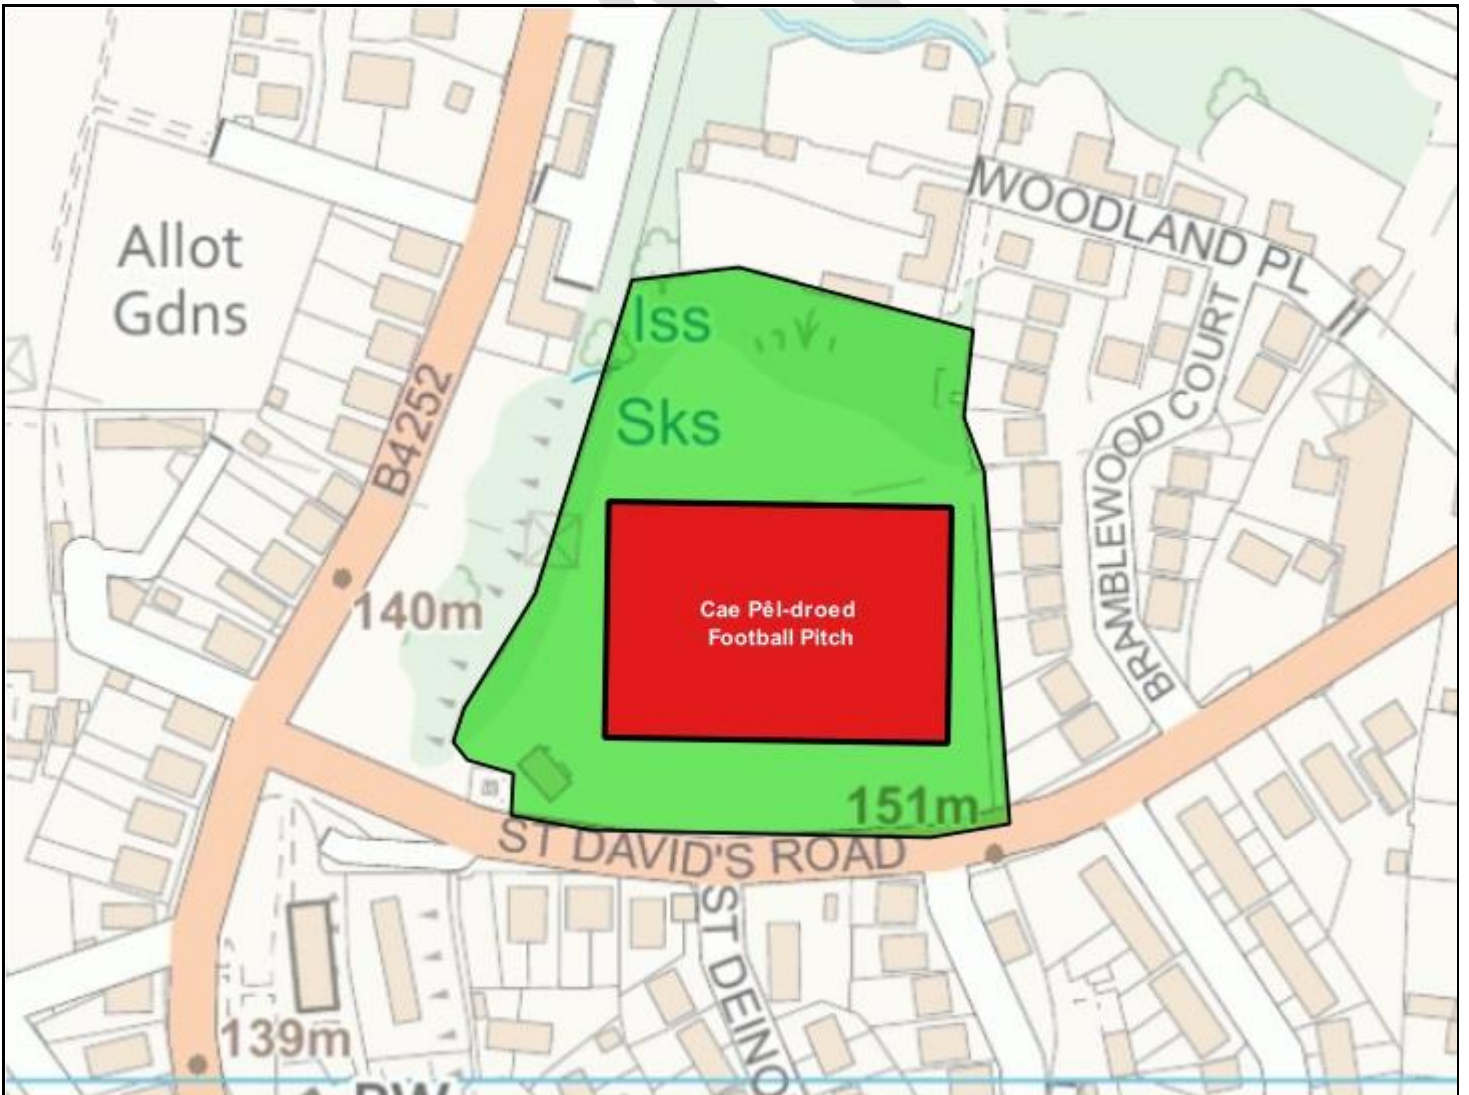 WOODLAND PL
Allot
Gdns
Iss
Sks
BRAMBLEWOOD COURT
B4252
140m
Cae Pêl-droed
Football Pitch
151m
ST DAVID'S ROAD
ST DEINO
139m
PW